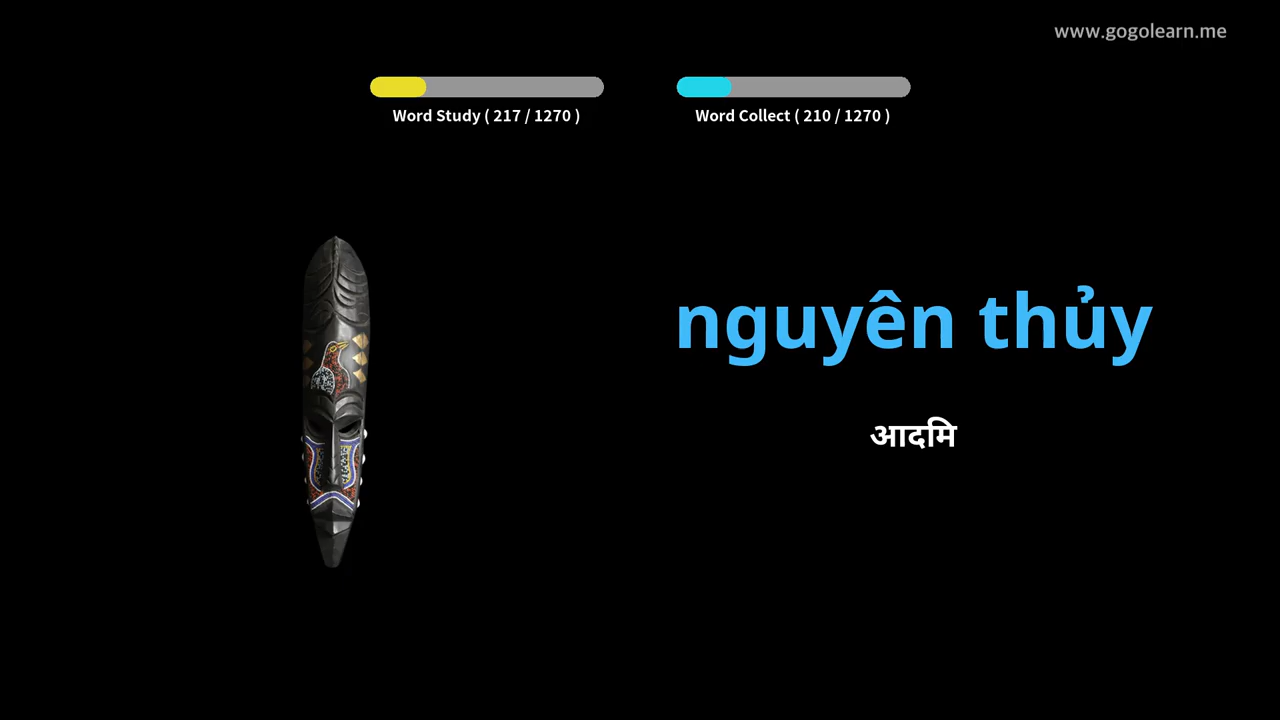 www.gogolearn.me
Word Study ( 217 / 1270 )
Word Collect ( 210 / 1270 )
nguyên thủy
आदमि